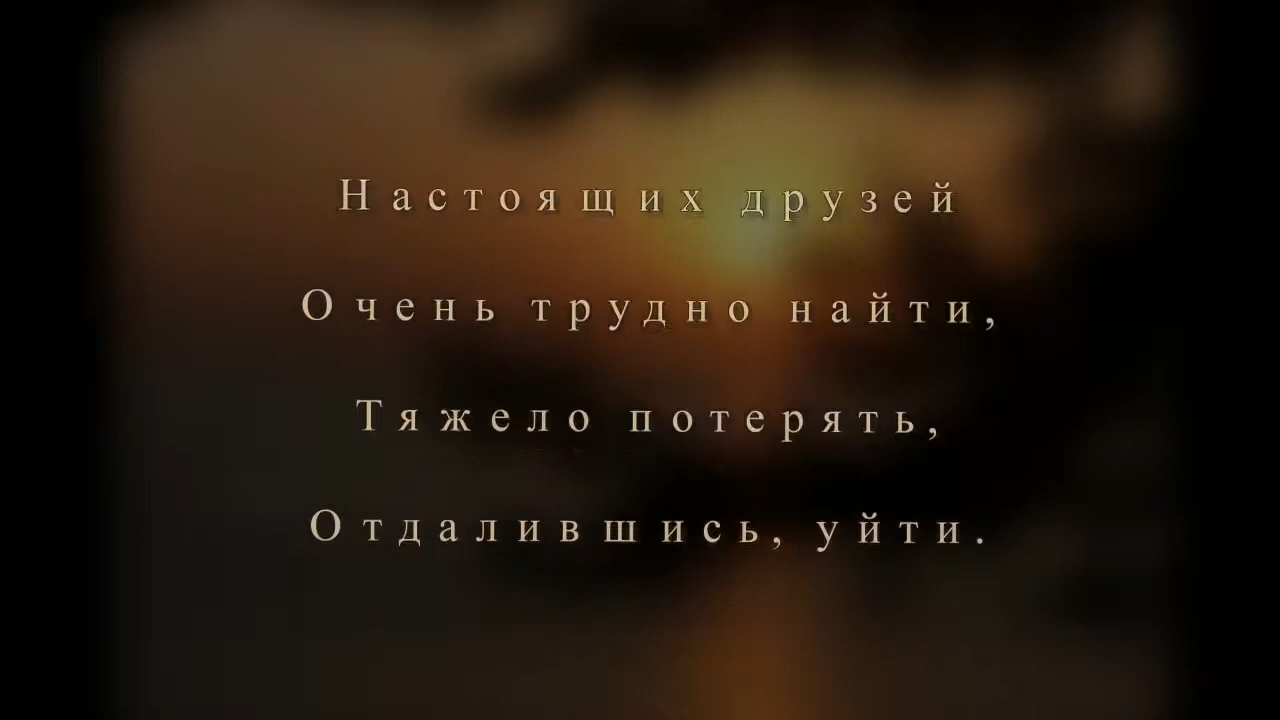 Настоящих друзей
Очень трудно найти,
Тяжело потерять,
Отдалившись, уйти.